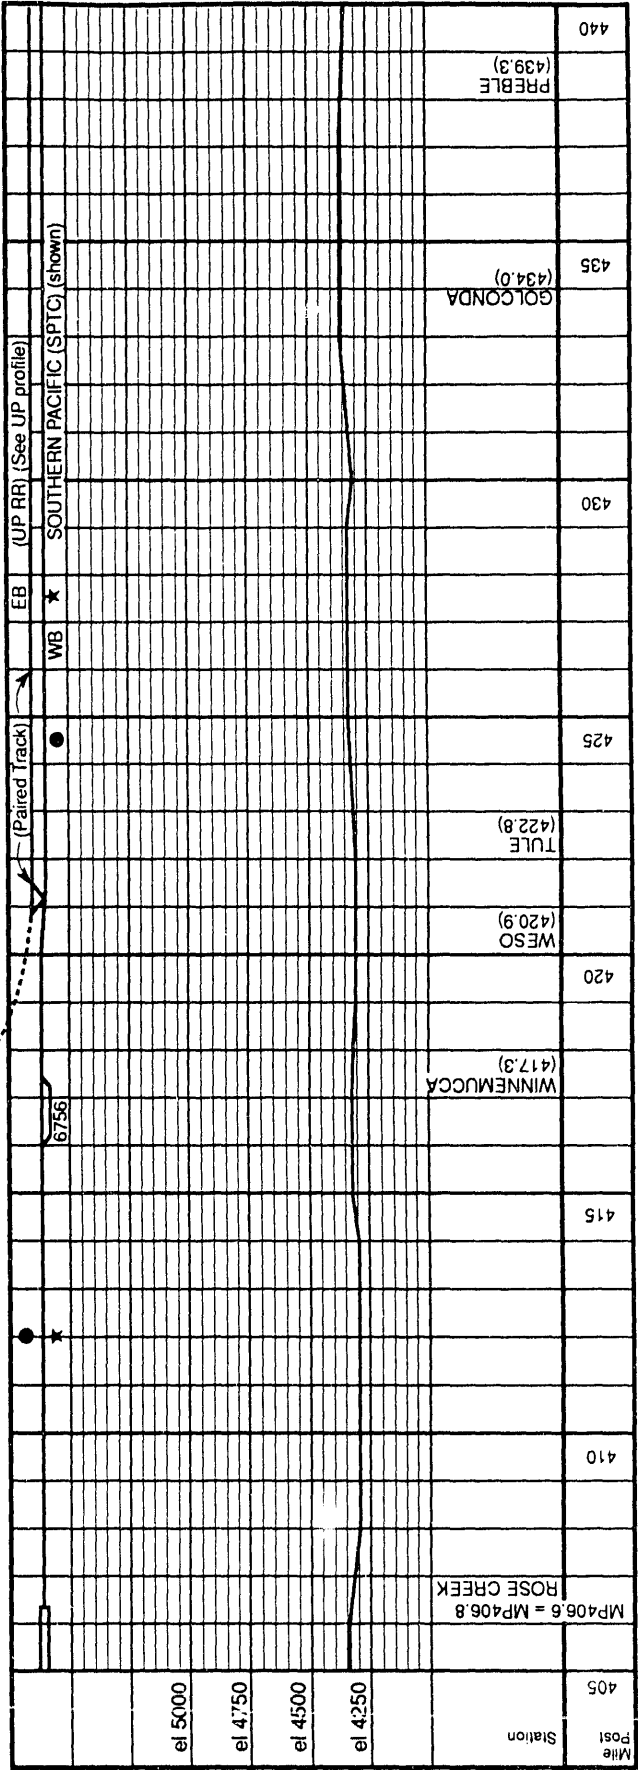 EB
(UP RR) (See UP profile)
WB ★
SOUTHERN PACIFIC (SPTC) (shown)
(Paired Track)
6756
el 5000
el 4750
el 4500
el 4250
Mile
Post
Station
405
MP406.6 = MP406.8
ROSE CREEK
410
415
WINNEMUCCA
(417.3)
420
WESO
(420.9)
TULE
(422.8)
425
430
GOLCONDA
(434.0)
435
PREBLE
(439.3)
440